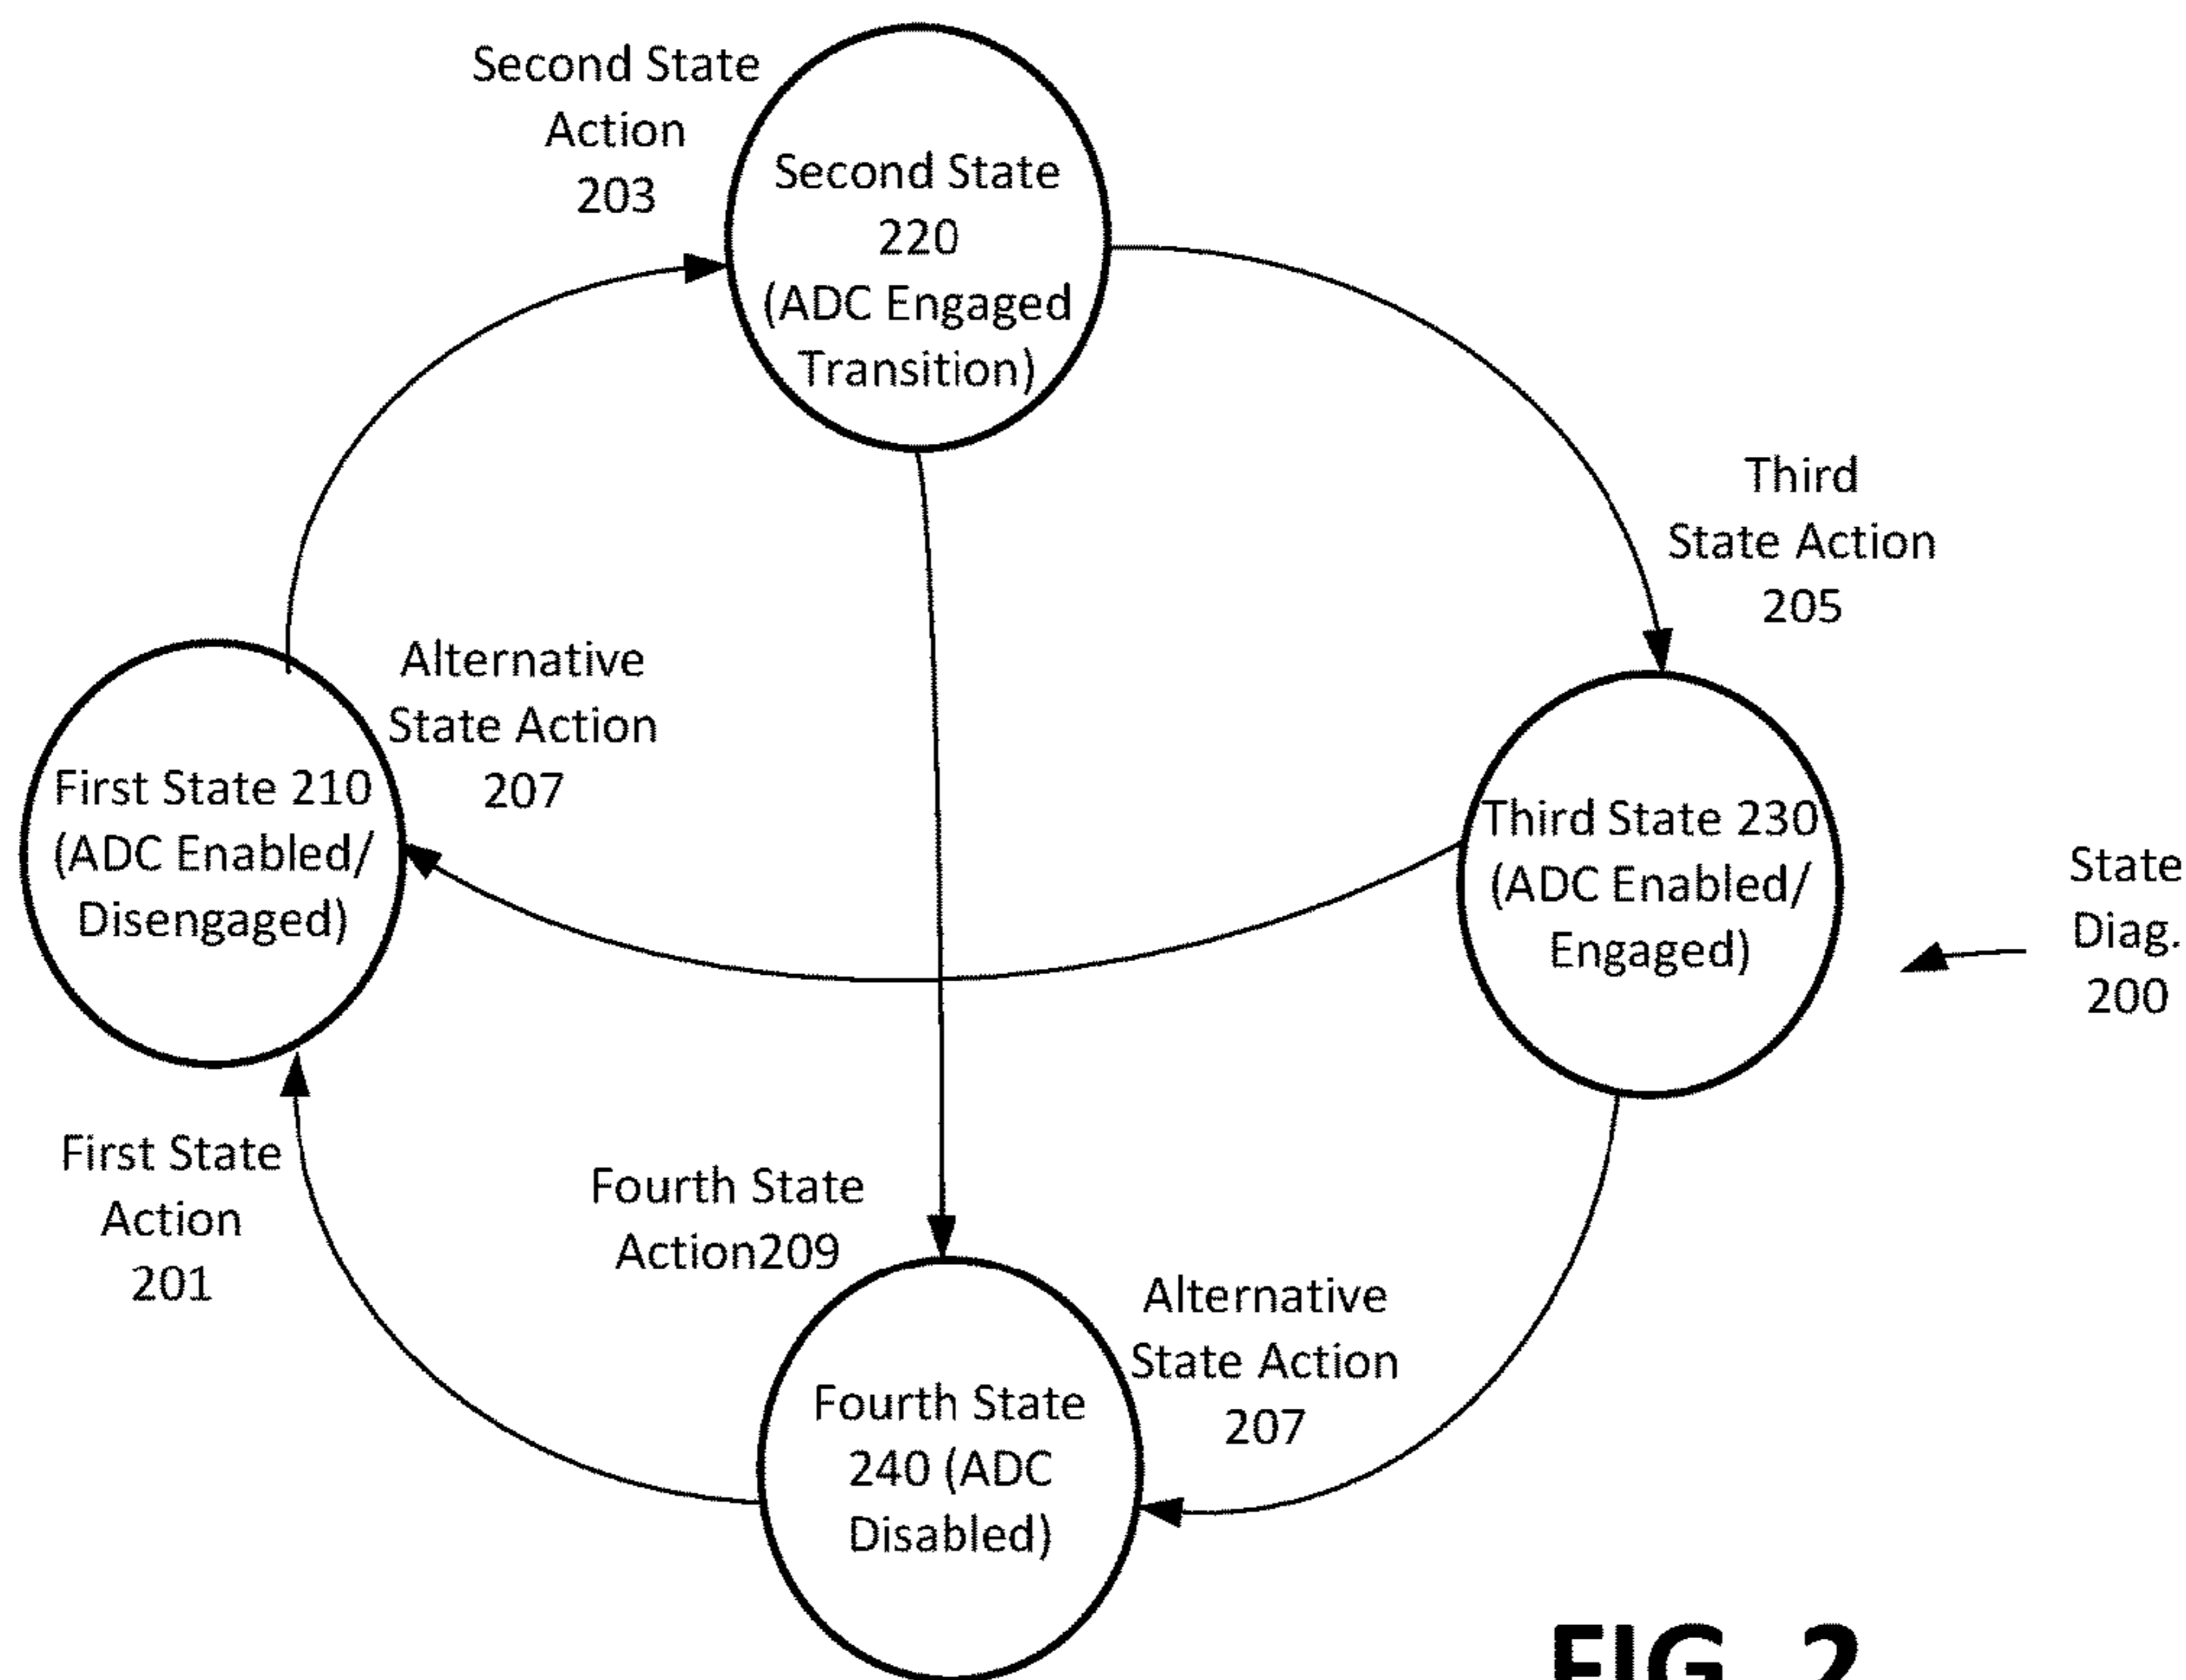 Second State
Action
203
Second State
220
(ADC Engaged
Transition)
Third
State Action
205
Alternative
State Action
207
First State 210
(ADC Enabled/
Disengaged)
Third State 230
(ADC Enabled/
Engaged)
State
Diag.
200
First State
Action
201
Fourth State
Action209
Alternative
State Action
207
Fourth State
240 (ADC
Disabled)
FIG. 2